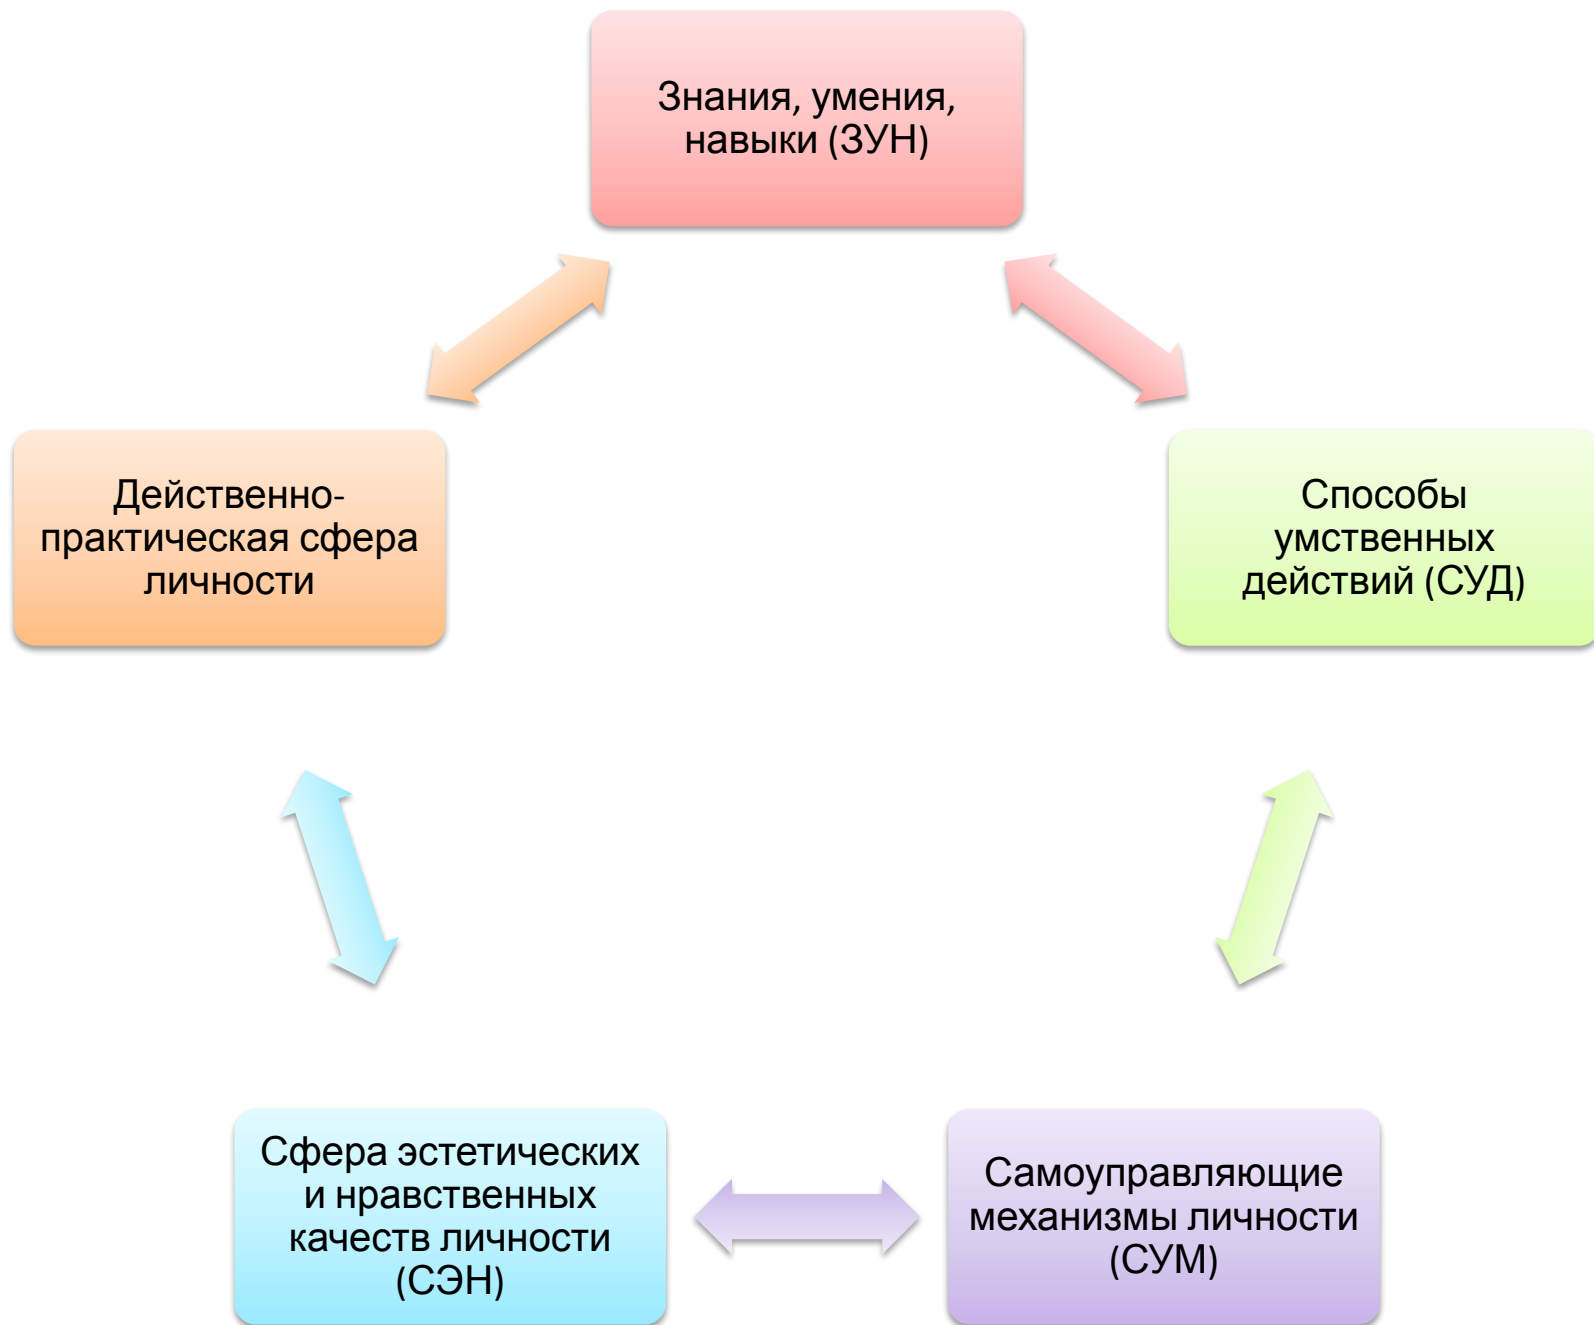 Знания, умения,
навыки (ЗУН)
Действенно-
практическая сфера
личности
Способы
умственных
действий (СУД)
Сфера эстетических
и нравственных
качеств личности
(СЭН)
Самоуправляющие
механизмы личности
(СУМ)